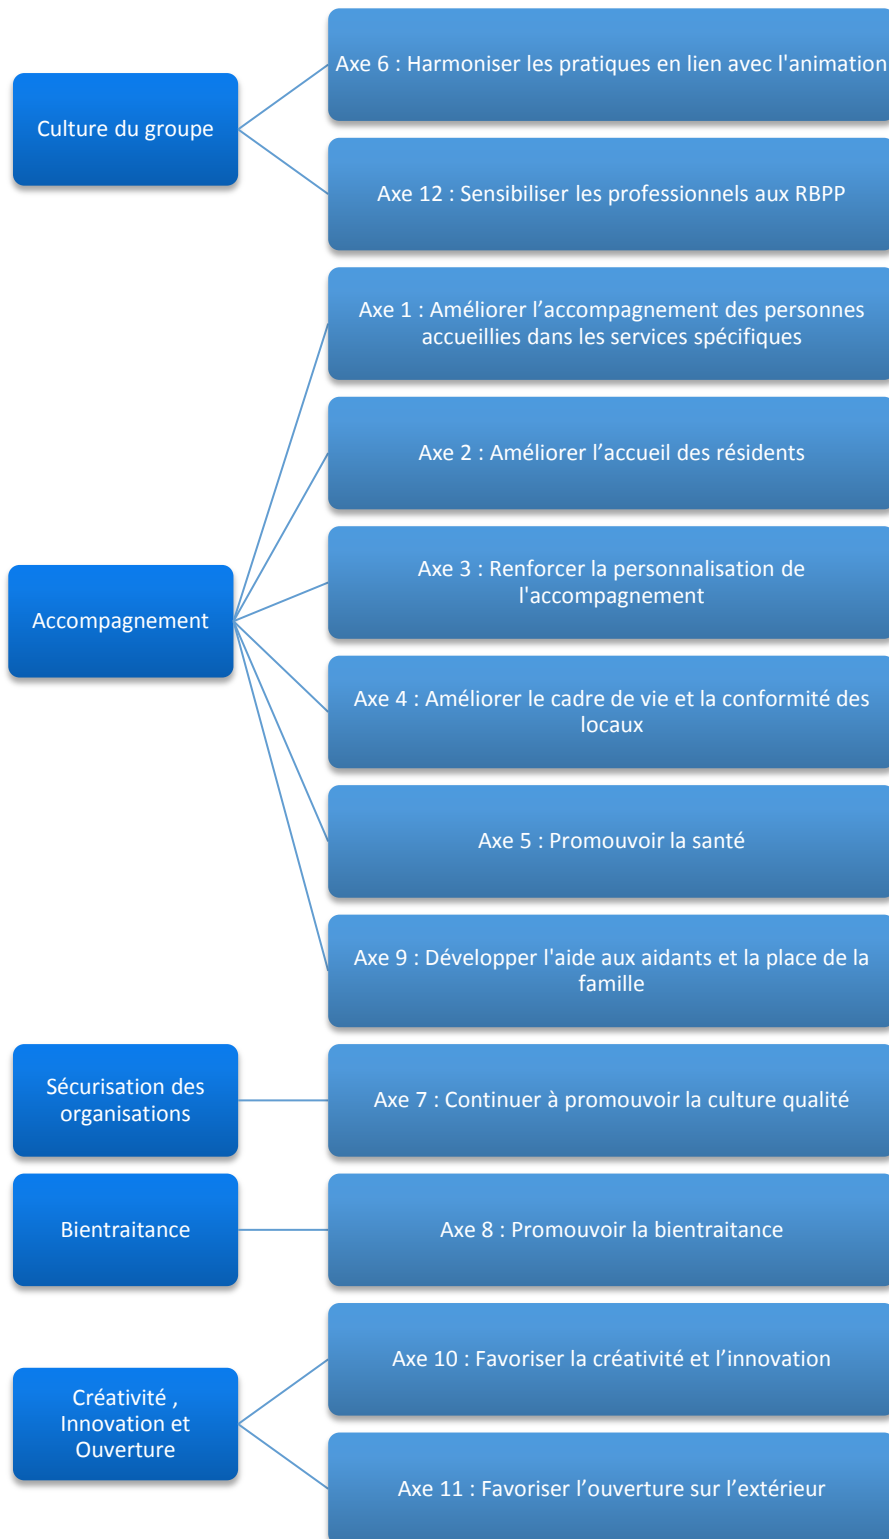 Culture du groupe
Axe 6 : Harmoniser les pratiques en lien avec l'animation
Axe 12 : Sensibiliser les professionnels aux RBPP
Accompagnement
Axe 1 : Améliorer l’accompagnement des personnes
accueillies dans les services spécifiques
Axe 2 : Améliorer l’accueil des résidents
Axe 3 : Renforcer la personnalisation de
l'accompagnement
Axe 4 : Améliorer le cadre de vie et la conformité des
locaux
Axe 5 : Promouvoir la santé
Axe 9 : Développer l'aide aux aidants et la place de la
famille
Sécurisation des
organisations
Axe 7 : Continuer à promouvoir la culture qualité
Bientraitance
Axe 8 : Promouvoir la bientraitance
Créativité ,
Innovation et
Ouverture
Axe 10 : Favoriser la créativité et l’innovation
Axe 11 : Favoriser l’ouverture sur l’extérieur